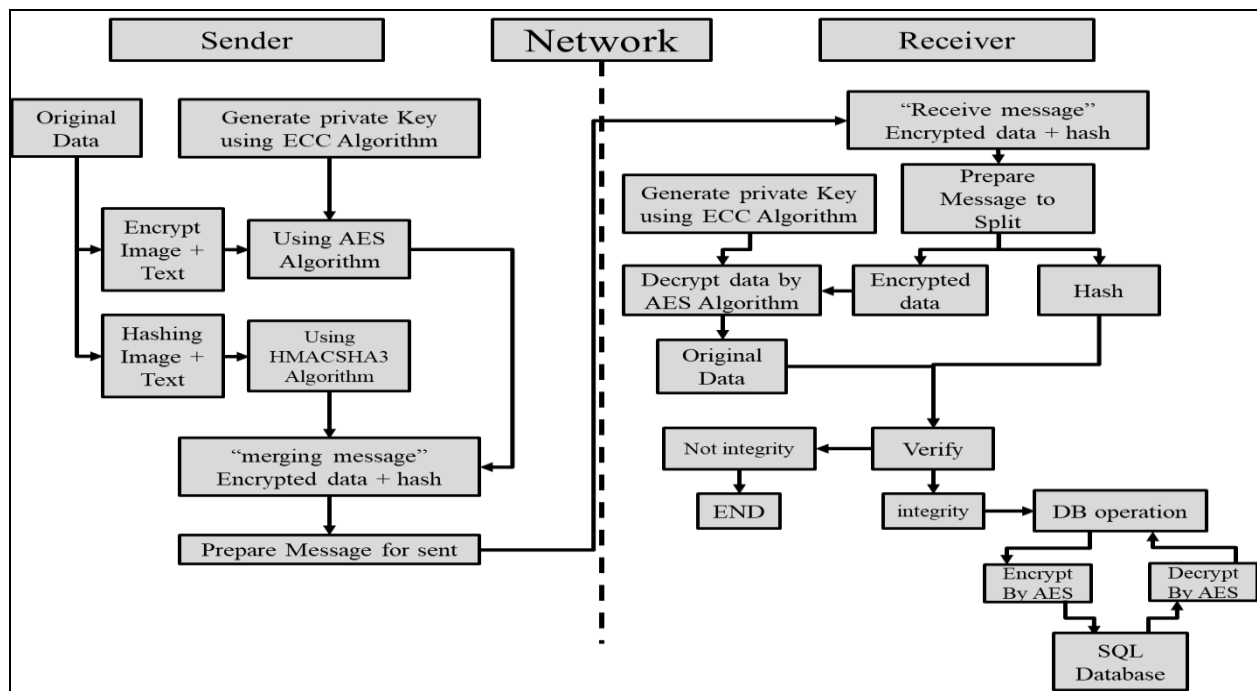 Sender
Network
Receiver
Original
Data
Generate private Key
using ECC Algorithm
Encrypt
Image +
Text
Using AES
Algorithm
Hashing
Image +
Text
Using
HMACSHA3
Algorithm
“merging message”
Encrypted data + hash
Prepare Message for sent
“Receive message”
Encrypted data + hash
Prepare
Message to
Split
Generate private Key
using ECC Algorithm
Decrypt data by
AES Algorithm
Encrypted
data
Hash
Original
Data
Not integrity
Verify
END
integrity
DB operation
Encrypt
By AES
Decrypt
By AES
SQL
Database